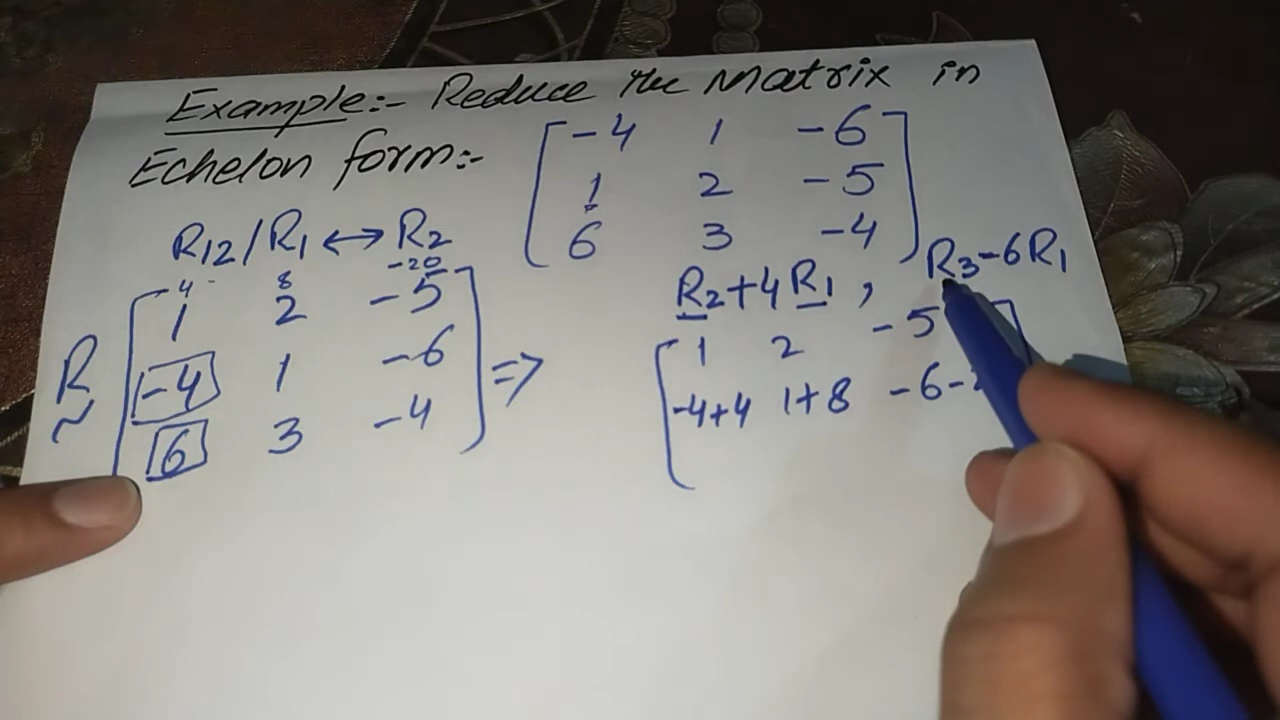 Example:- Reduce the Matrix in
Echelon form:-
-4 1 -6
1 2 -5
6 3 -4
R12/R1 ↔ R2
4 8 -20
R ~
1 2 -5
-4 1 -6
6 3 -4
=>
R2+4R1, R3-6R1
1 2 -5
-4+4 1+8 -6-